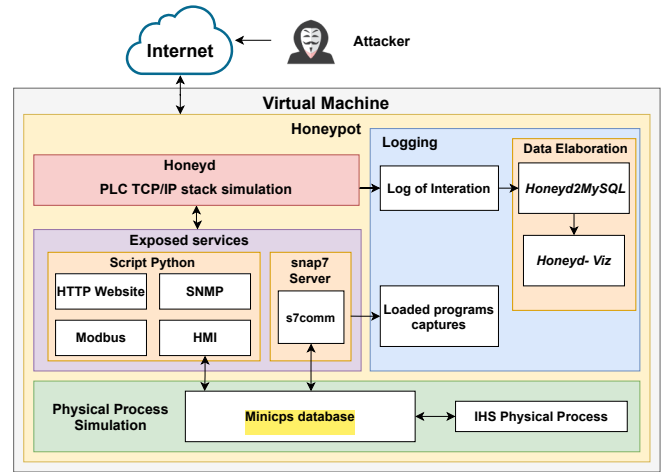 Internet
Attacker
Virtual Machine
Honeypot
Honeyd
PLC TCP/IP stack simulation
Logging
Log of Interation
Data Elaboration
Honeyd2MySQL
Honeyd- Viz
Exposed services
Script Python
HTTP Website
SNMP
Modbus
HMI
snap7
Server
s7comm
Loaded programs
captures
Physical Process
Simulation
Minicps database
IHS Physical Process